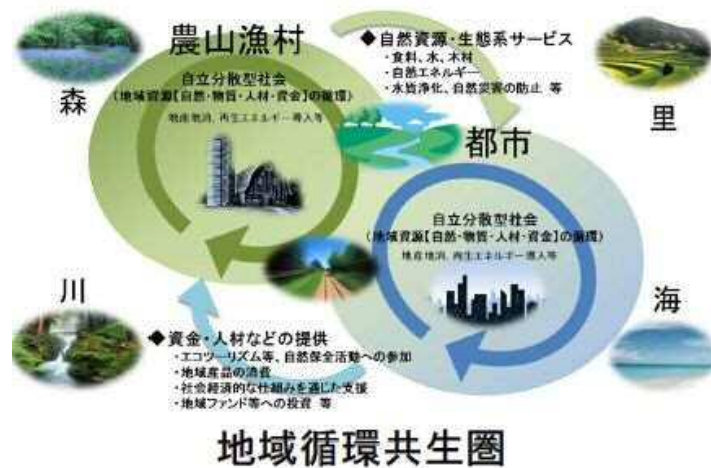 農山漁村
森
自立分散型社会
(地域資源【自然・物質・人材・資金】の循環)
地産地消、再生エネルギー導入等
◆自然資源・生態系サービス
・食料、水、木材
・自然エネルギー
・水質浄化、自然災害の防止 等
里
都市
自立分散型社会
(地域資源【自然・物質・人材・資金】の循環)
地産地消、再生エネルギー導入等
川
海
◆資金・人材などの提供
・エコツーリズム等、自然保全活動への参加
・地域産品の消費
・社会経済的な仕組みを通じた支援
・地域ファンド等への投資 等
地域循環共生圏